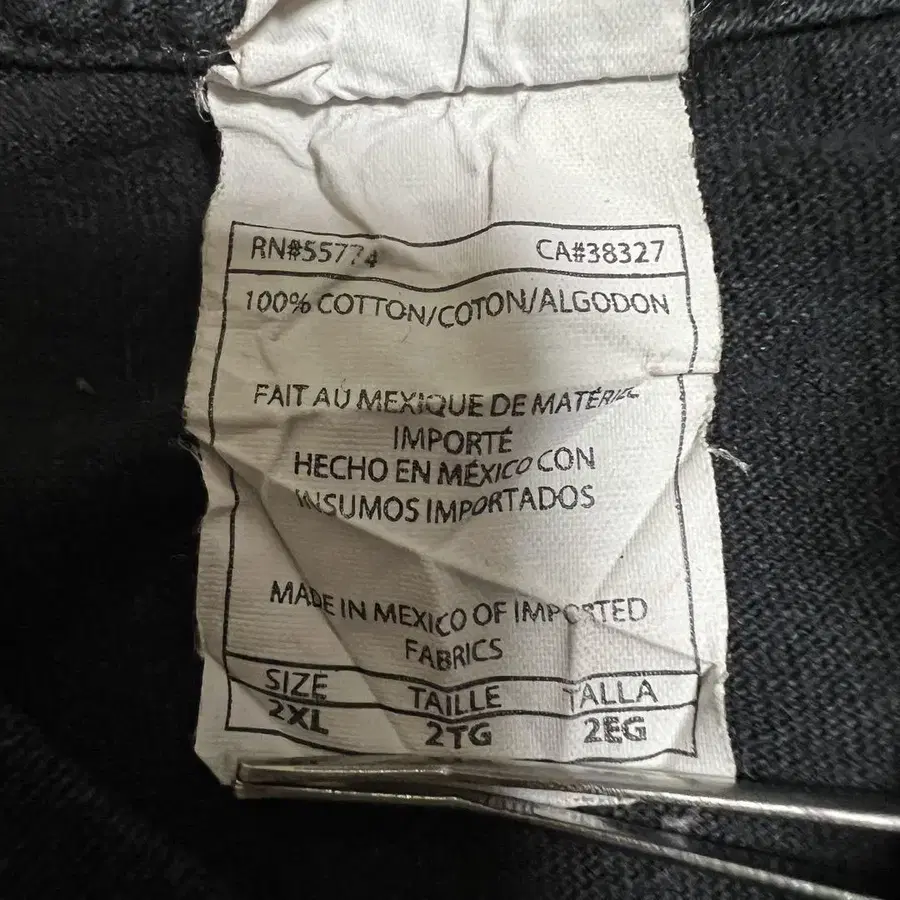 RN#55774 CA#38327
100% COTTON/COTON/ALGODON
FAIT AU MEXIQUE DE MATÉRIEL
IMPORTÉ
HECHO EN MÉXICO CON
INSUMOS IMPORTADOS
MADE IN MEXICO OF IMPORTED
FABRICS
SIZE TAILLE TALLA
2XL 2TG 2EG